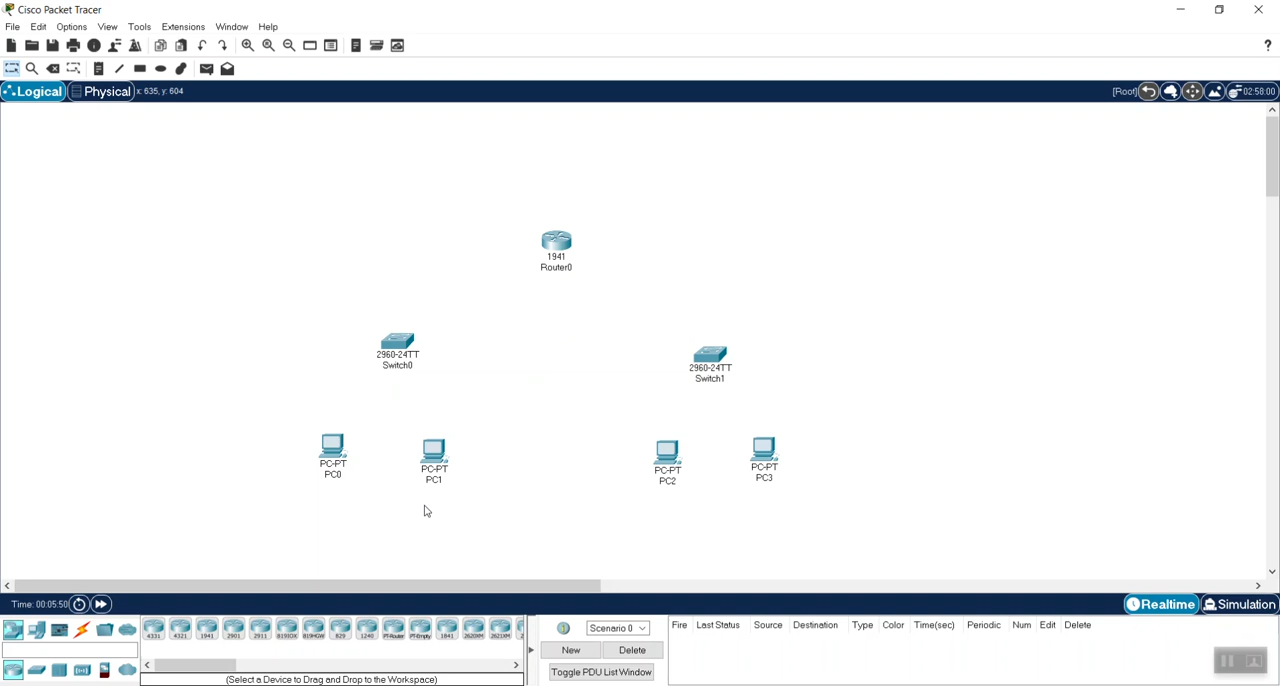 Cisco Packet Tracer
File Edit Options View Tools Extensions Window Help
?
Logical Physical x: 635, y: 604 [Root] 02:58:00
1941
Router0
2960-24TT
Switch0
2960-24TT
Switch1
PC-PT
PC0
PC-PT
PC1
PC-PT
PC2
PC-PT
PC3
Time: 00:05:50 Realtime Simulation
4331 4321 1941 2901 2911 819IOX 819HGW 829 1240 PT-Router PT-Empty 1841 2620XM 2621XM 2
Scenario 0
New Delete
Toggle PDU List Window
Fire Last Status Source Destination Type Color Time(sec) Periodic Num Edit Delete
(Select a Device to Drag and Drop to the Workspace)